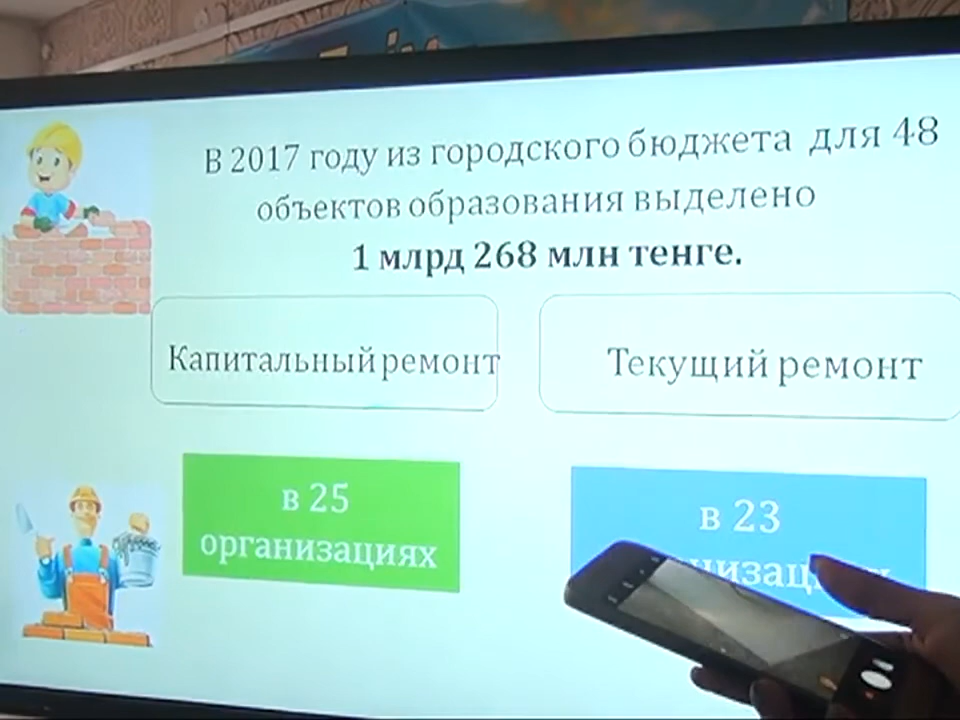 В 2017 году из городского бюджета для 48
объектов образования выделено
1 млрд 268 млн тенге.
Капитальный ремонт
Текущий ремонт
в 25
организациях
в 23